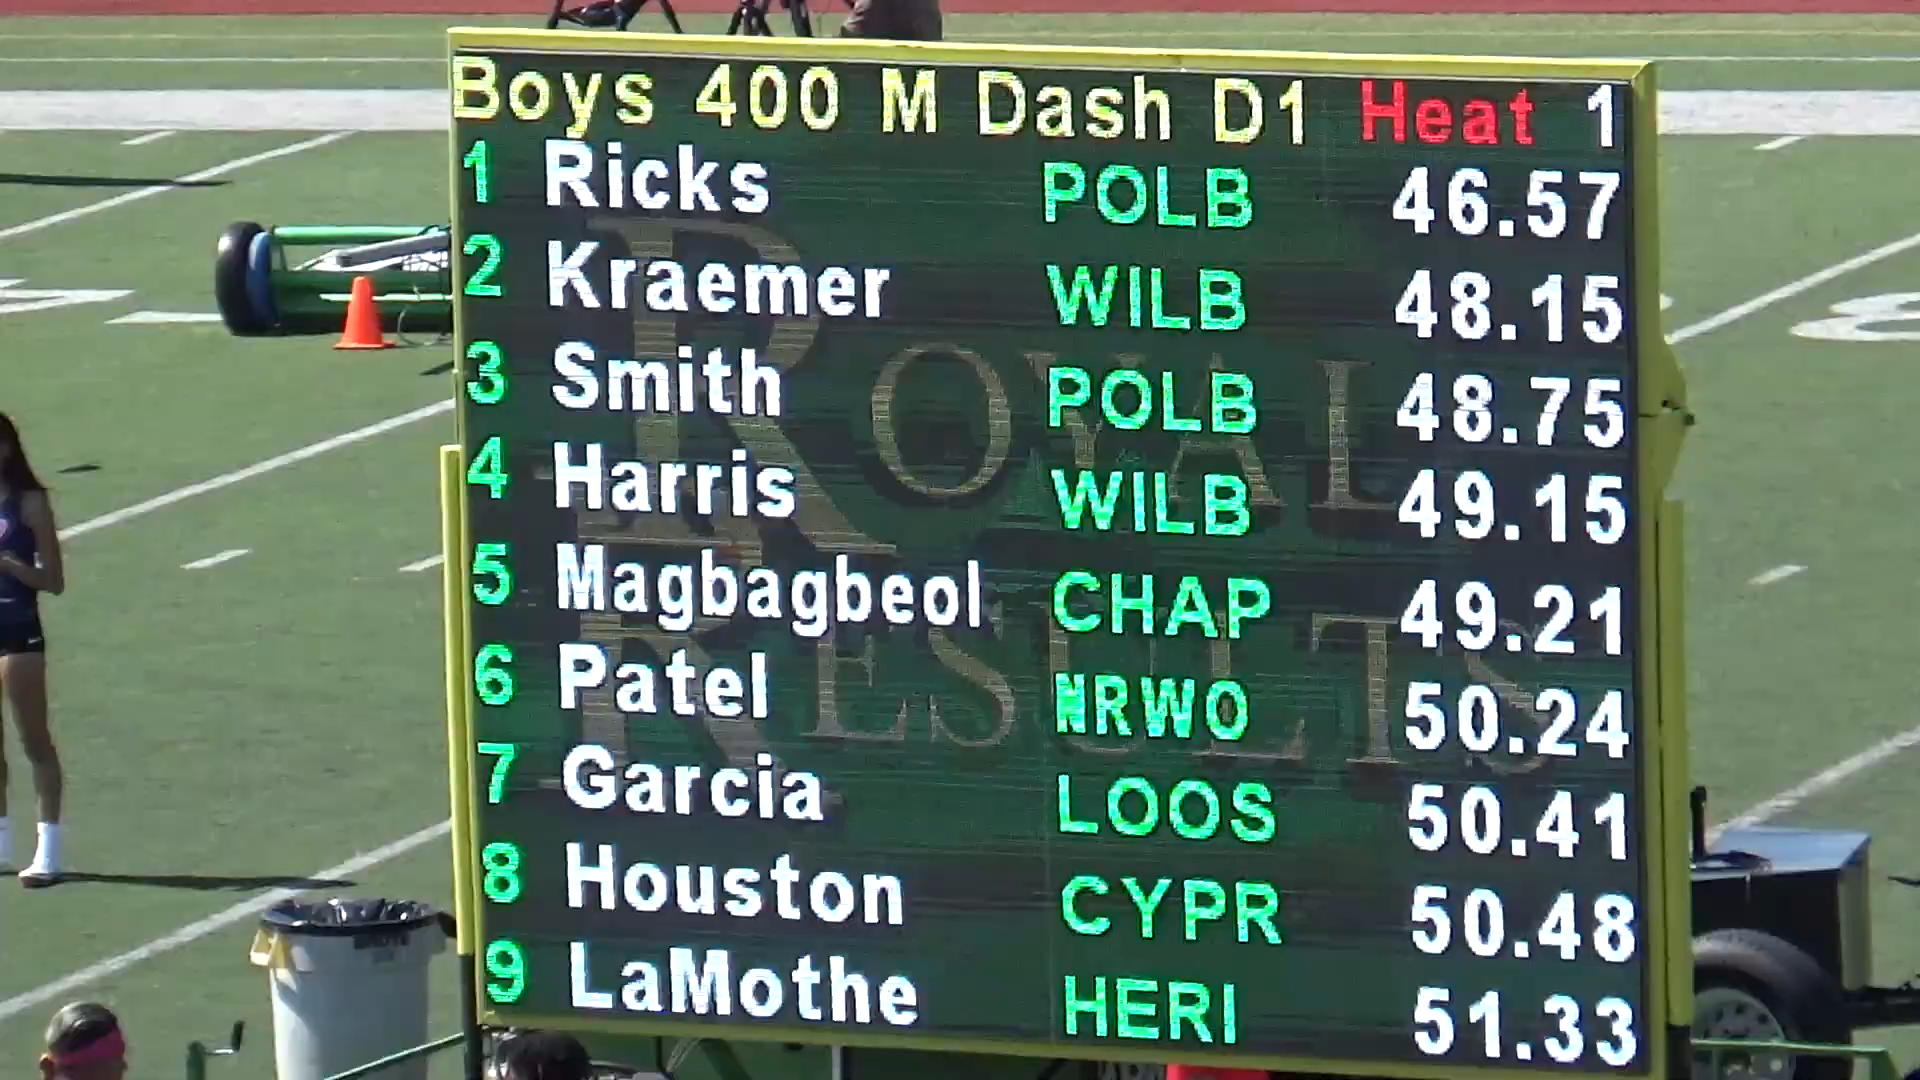 Boys 400 M Dash D1 Heat 1
1 Ricks POLB 46.57
2 Kraemer WILB 48.15
3 Smith POLB 48.75
4 Harris WILB 49.15
5 Magbagbeol CHAP 49.21
6 Patel NRWO 50.24
7 Garcia LOOS 50.41
8 Houston CYPR 50.48
9 LaMothe HERI 51.33
ROYAL
RESULTS